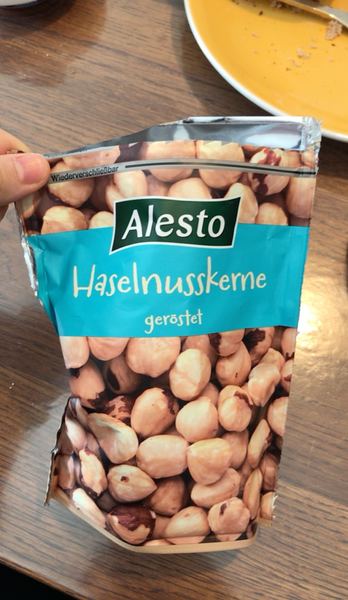 Wiederverschließbar
Alesto
Haselnusskerne
geröstet